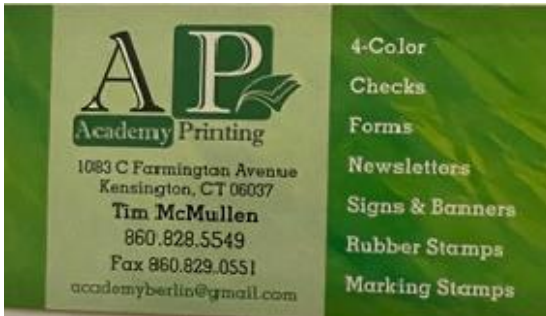 AP
Academy Printing
1083 C Farmington Avenue
Kensington, CT 06037
Tim McMullen
860.828.5549
Fax 860.829.0551
academyberlin@gmail.com
4-Color
Checks
Forms
Newsletters
Signs & Banners
Rubber Stamps
Marking Stamps